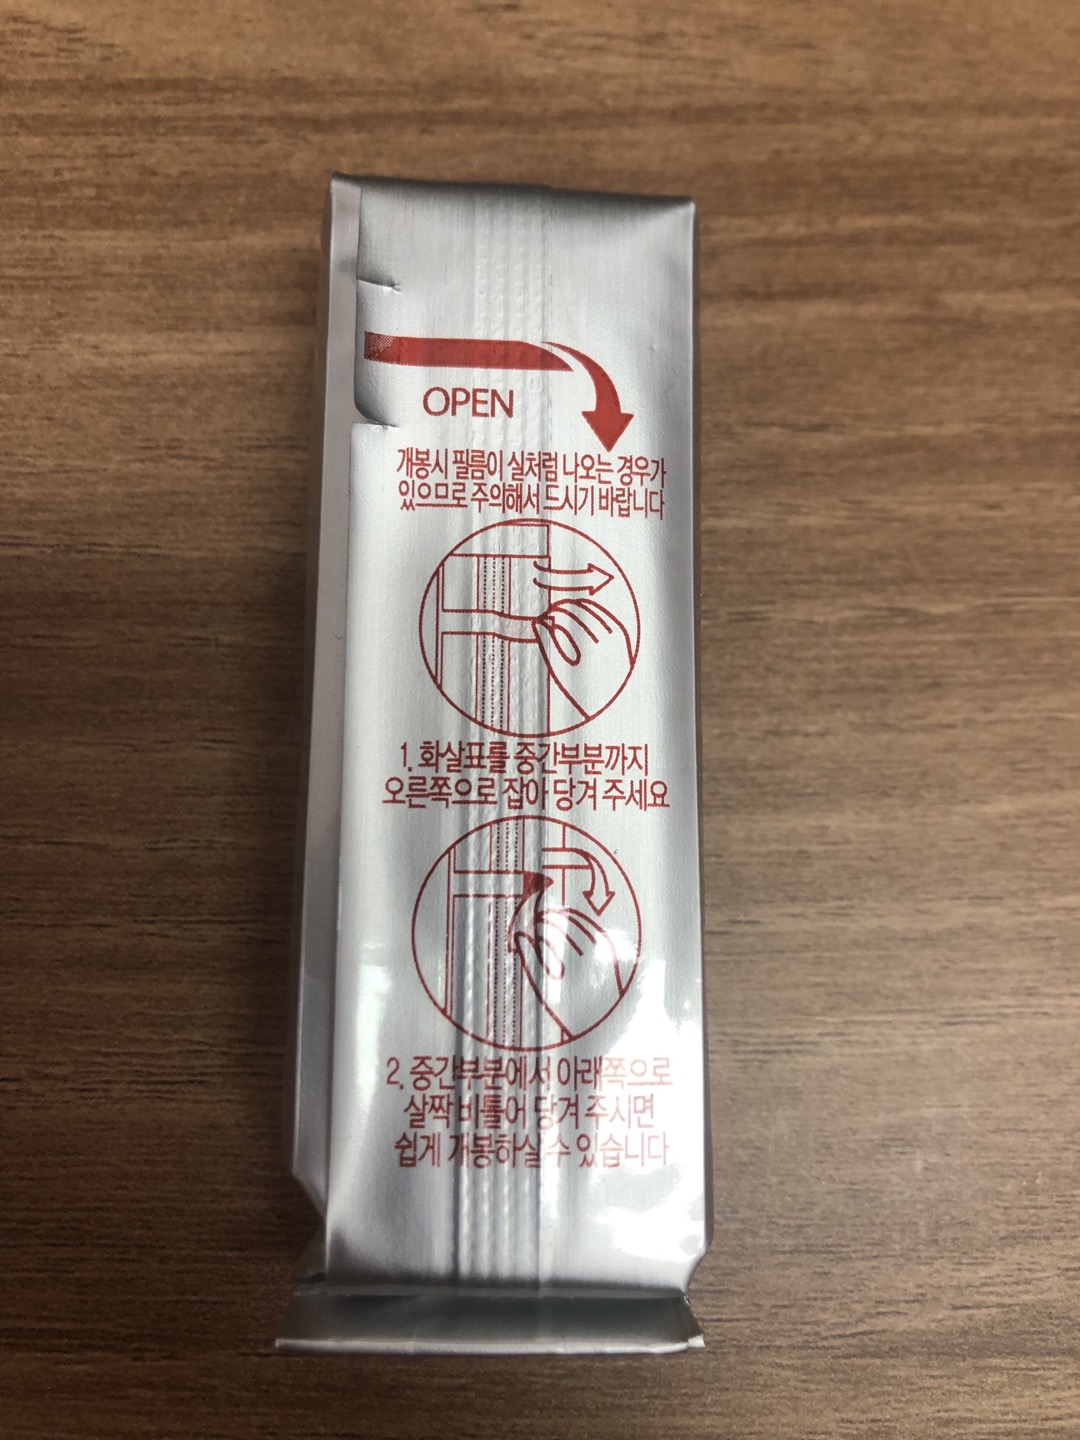 OPEN
개봉시 필름이 실처럼 나오는 경우가
있으므로 주의해서 드시기 바랍니다
1. 화살표를 중간부분까지
오른쪽으로 잡아 당겨 주세요
2. 중간부분에서 아래쪽으로
살짝 비틀어 당겨 주시면
쉽게 개봉하실 수 있습니다